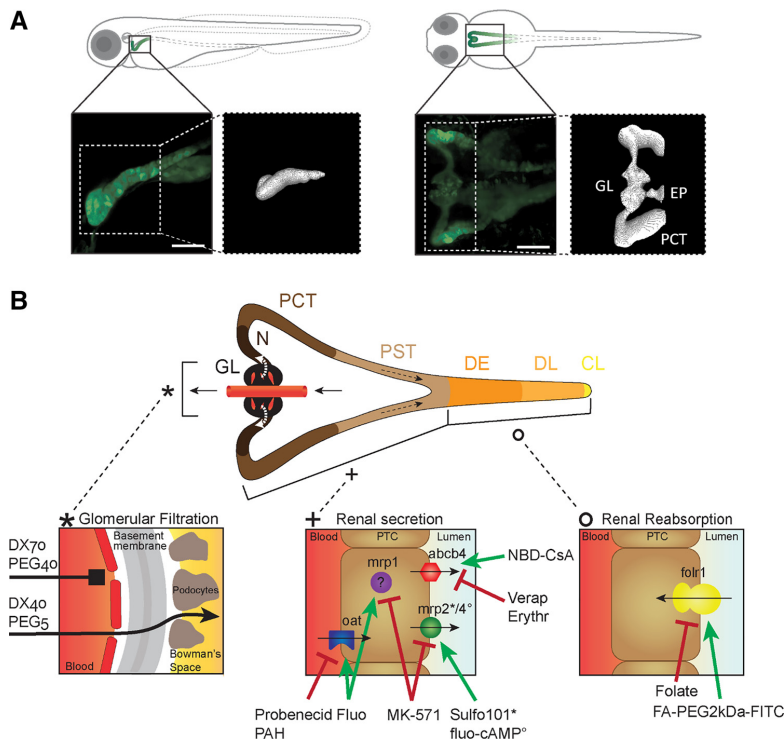 A
GL
EP
PCT
B
PCT
N
GL
PST
DE
DL
CL
*
+
o
* Glomerular Filtration
DX70
PEG40
DX40
PEG5
Basement
membrane
Podocytes
Bowman's
Space
Blood
+ Renal secretion
Blood PTC Lumen
mrp1
?
abcb4
oat
mrp2*/4°
NBD-CsA
Verap
Erythr
Probenecid Fluo
PAH
MK-571
Sulfo101*
fluo-cAMP°
o Renal Reabsorption
Blood PTC Lumen
folr1
Folate
FA-PEG2kDa-FITC